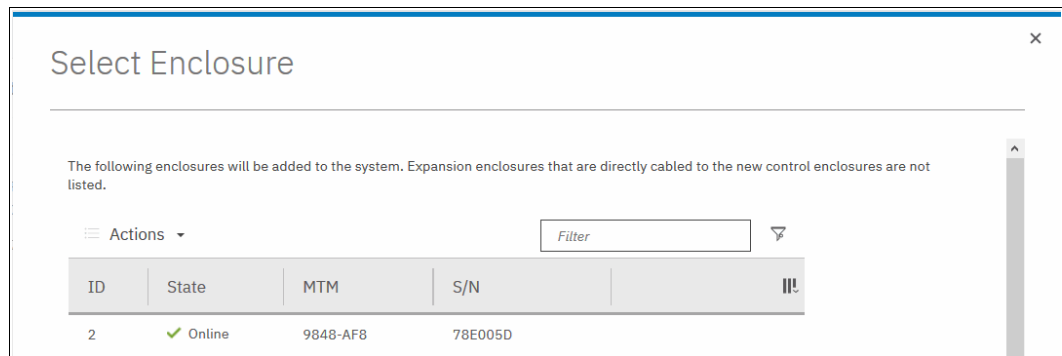 Select Enclosure
The following enclosures will be added to the system. Expansion enclosures that are directly cabled to the new control enclosures are not
listed.
Actions
Filter
ID State MTM S/N
2 Online 9848-AF8 78E005D